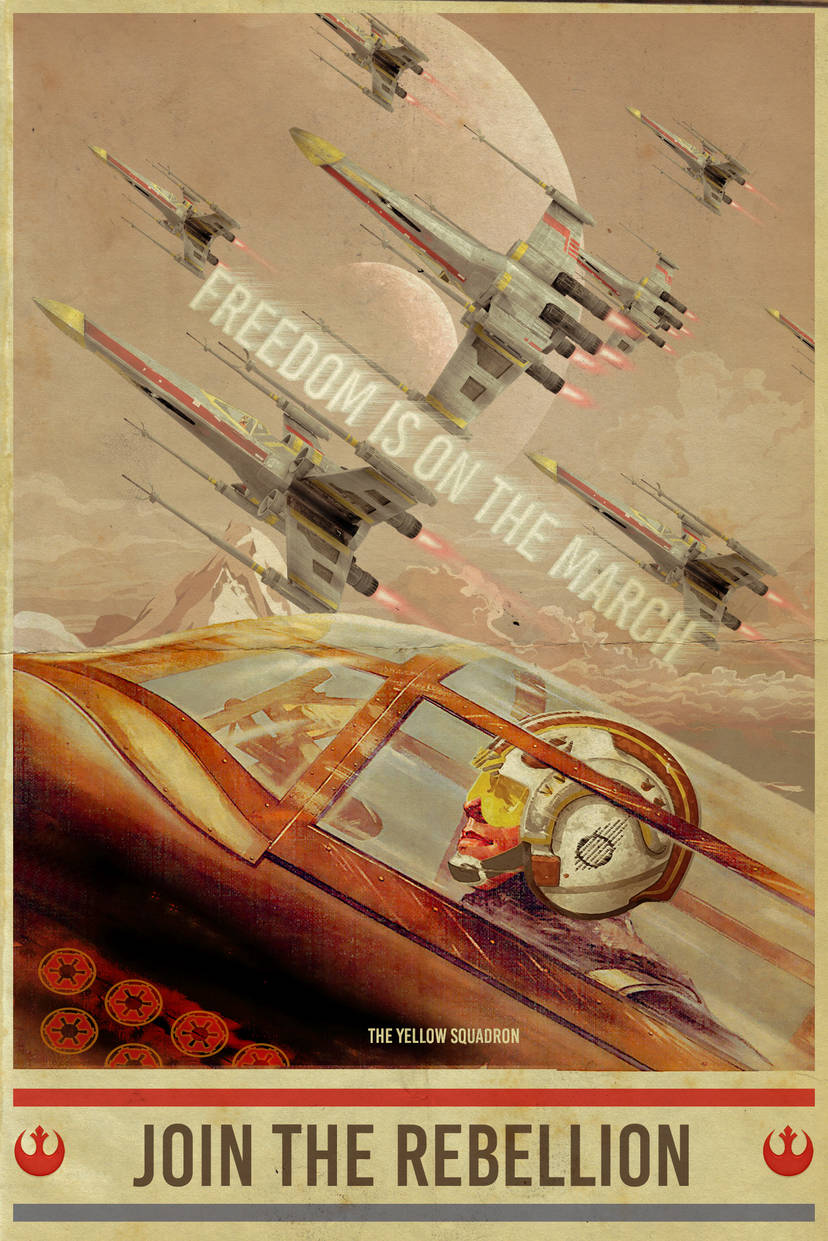 FREEDOM IS ON THE MARCH
THE YELLOW SQUADRON
JOIN THE REBELLION